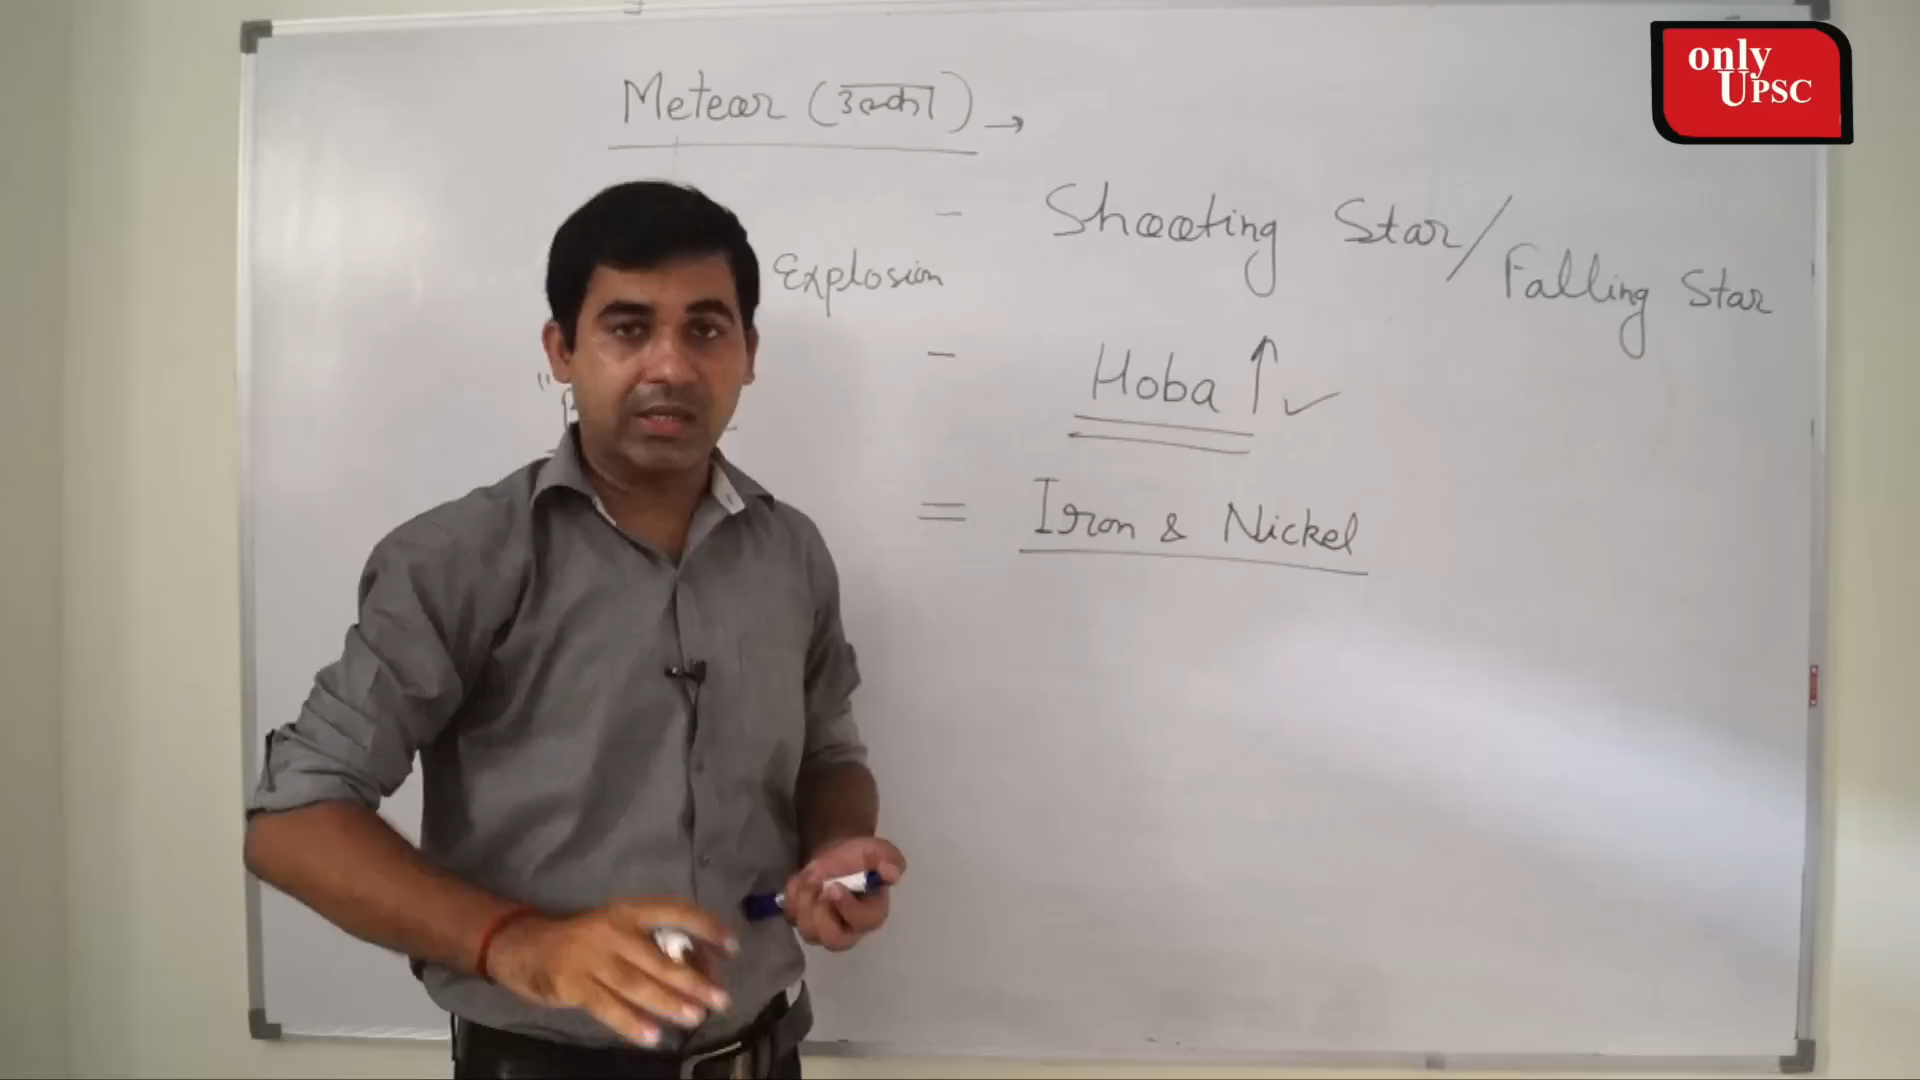 only
UPSC
Meteor (उल्का) →
- Shooting Star/
Falling Star
Explosion
- Hoba ↑ ✓
= Iron & Nickel